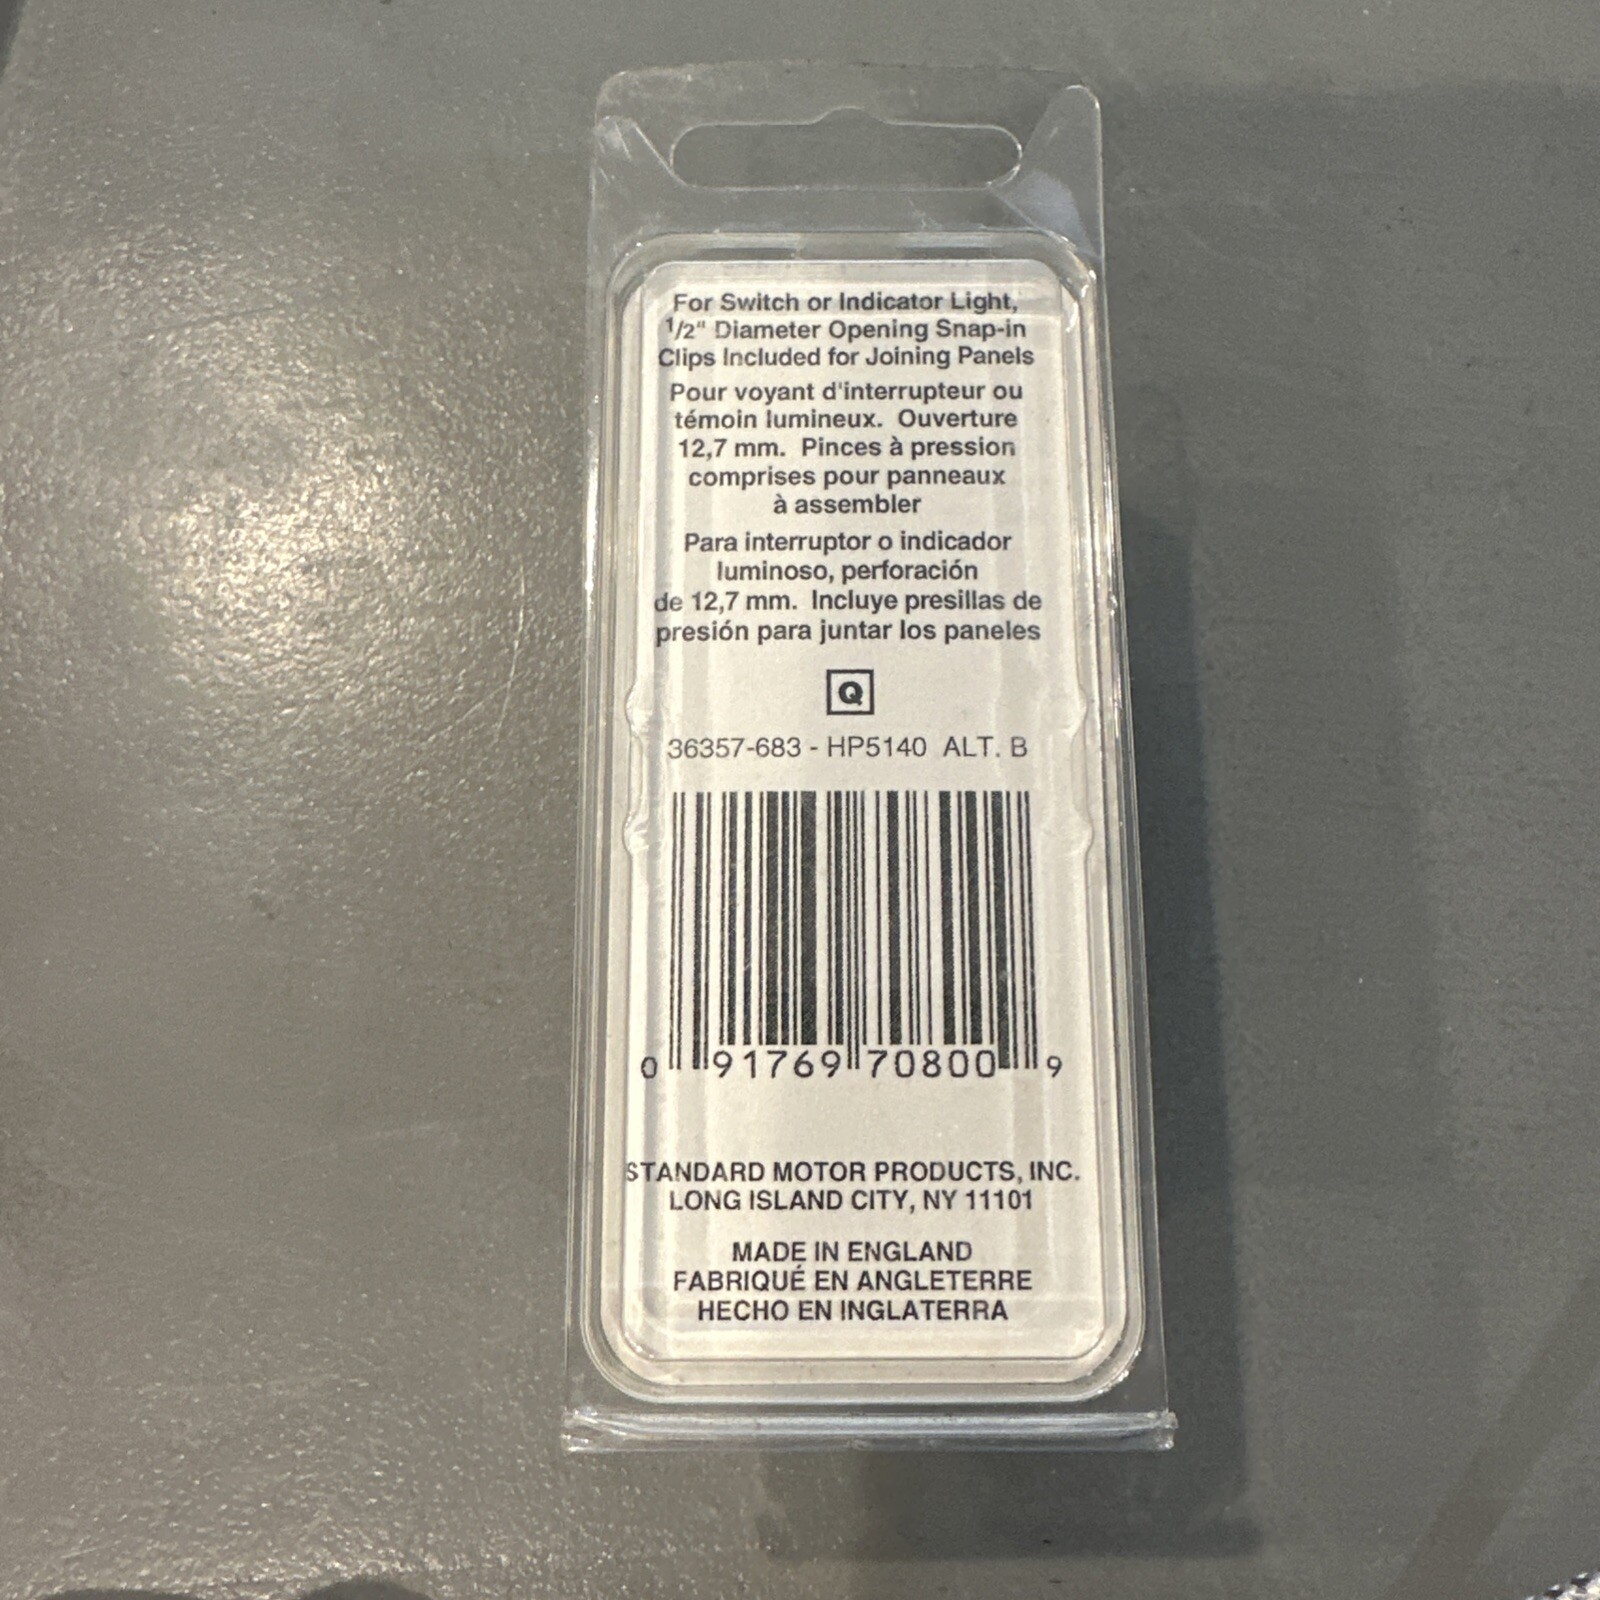 For Switch or Indicator Light,
1/2" Diameter Opening Snap-in
Clips Included for Joining Panels
Pour voyant d'interrupteur ou
témoin lumineux. Ouverture
12,7 mm. Pinces à pression
comprises pour panneaux
à assembler
Para interruptor o indicador
luminoso, perforación
de 12,7 mm. Incluye presillas de
presión para juntar los paneles
Q
36357-683 - HP5140 ALT. B
0 91769 70800 9
STANDARD MOTOR PRODUCTS, INC.
LONG ISLAND CITY, NY 11101
MADE IN ENGLAND
FABRIQUÉ EN ANGLETERRE
HECHO EN INGLATERRA